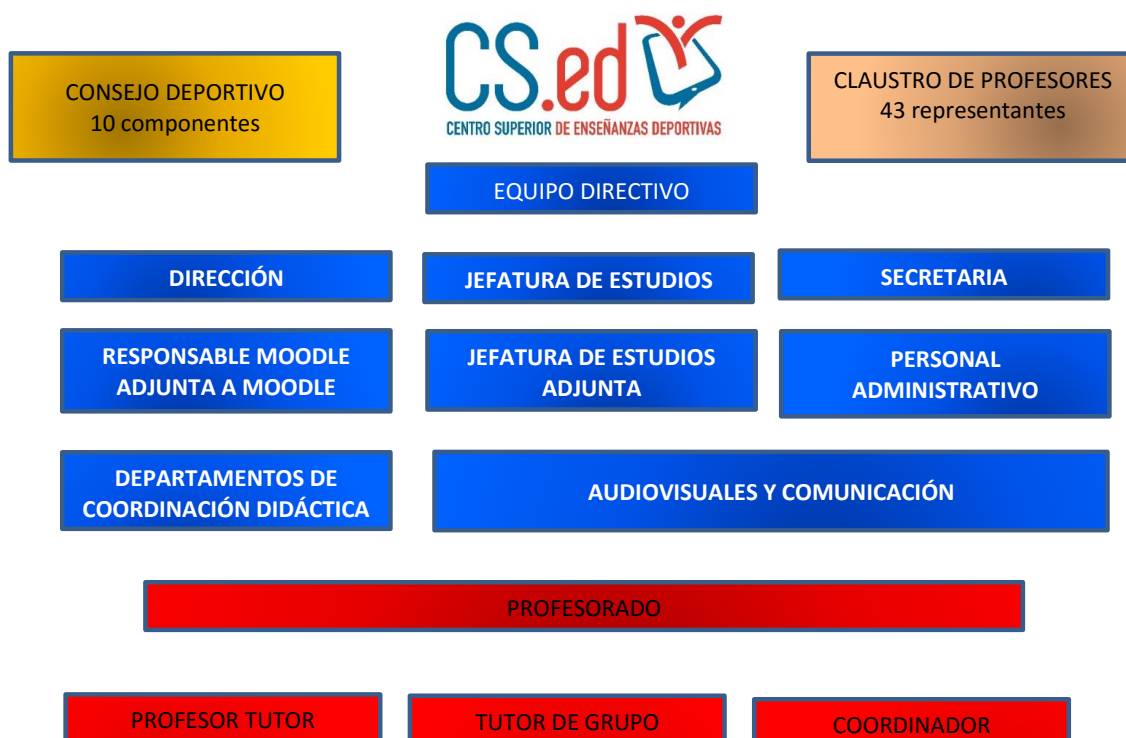 CONSEJO DEPORTIVO
10 componentes
CS.ed
CENTRO SUPERIOR DE ENSEÑANZAS DEPORTIVAS
CLAUSTRO DE PROFESORES
43 representantes
EQUIPO DIRECTIVO
DIRECCIÓN
JEFATURA DE ESTUDIOS
SECRETARIA
RESPONSABLE MOODLE
ADJUNTA A MOODLE
JEFATURA DE ESTUDIOS
ADJUNTA
PERSONAL
ADMINISTRATIVO
DEPARTAMENTOS DE
COORDINACIÓN DIDÁCTICA
AUDIOVISUALES Y COMUNICACIÓN
PROFESORADO
PROFESOR TUTOR
TUTOR DE GRUPO
COORDINADOR